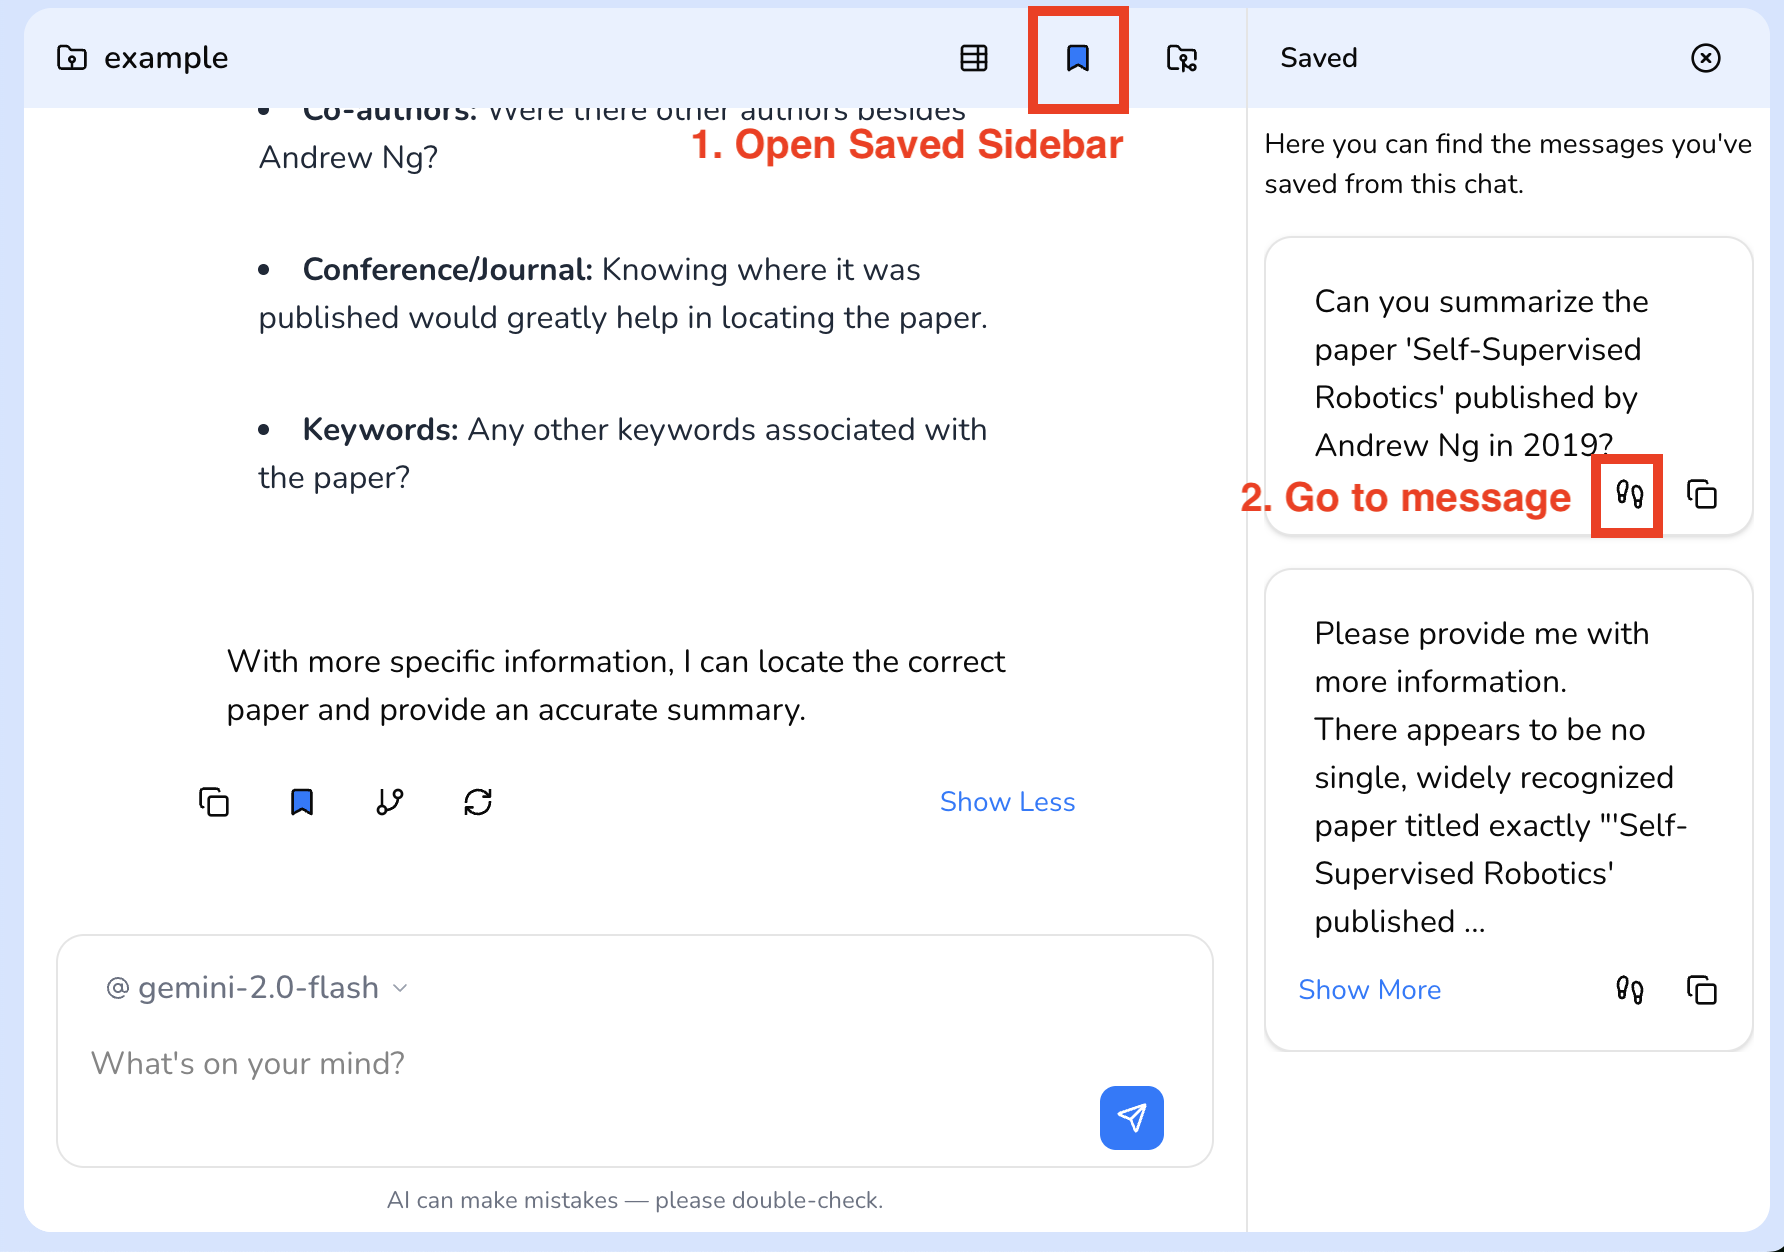 example
Saved
Co-authors: Were there other authors besides
Andrew Ng?
1. Open Saved Sidebar
Conference/Journal: Knowing where it was
published would greatly help in locating the paper.
Keywords: Any other keywords associated with
the paper?
With more specific information, I can locate the correct
paper and provide an accurate summary.
Show Less
@ gemini-2.0-flash
What's on your mind?
AI can make mistakes — please double-check.
Here you can find the messages you've
saved from this chat.
Can you summarize the
paper 'Self-Supervised
Robotics' published by
Andrew Ng in 2019?
2. Go to message
Please provide me with
more information.
There appears to be no
single, widely recognized
paper titled exactly "'Self-
Supervised Robotics'
published ...
Show More